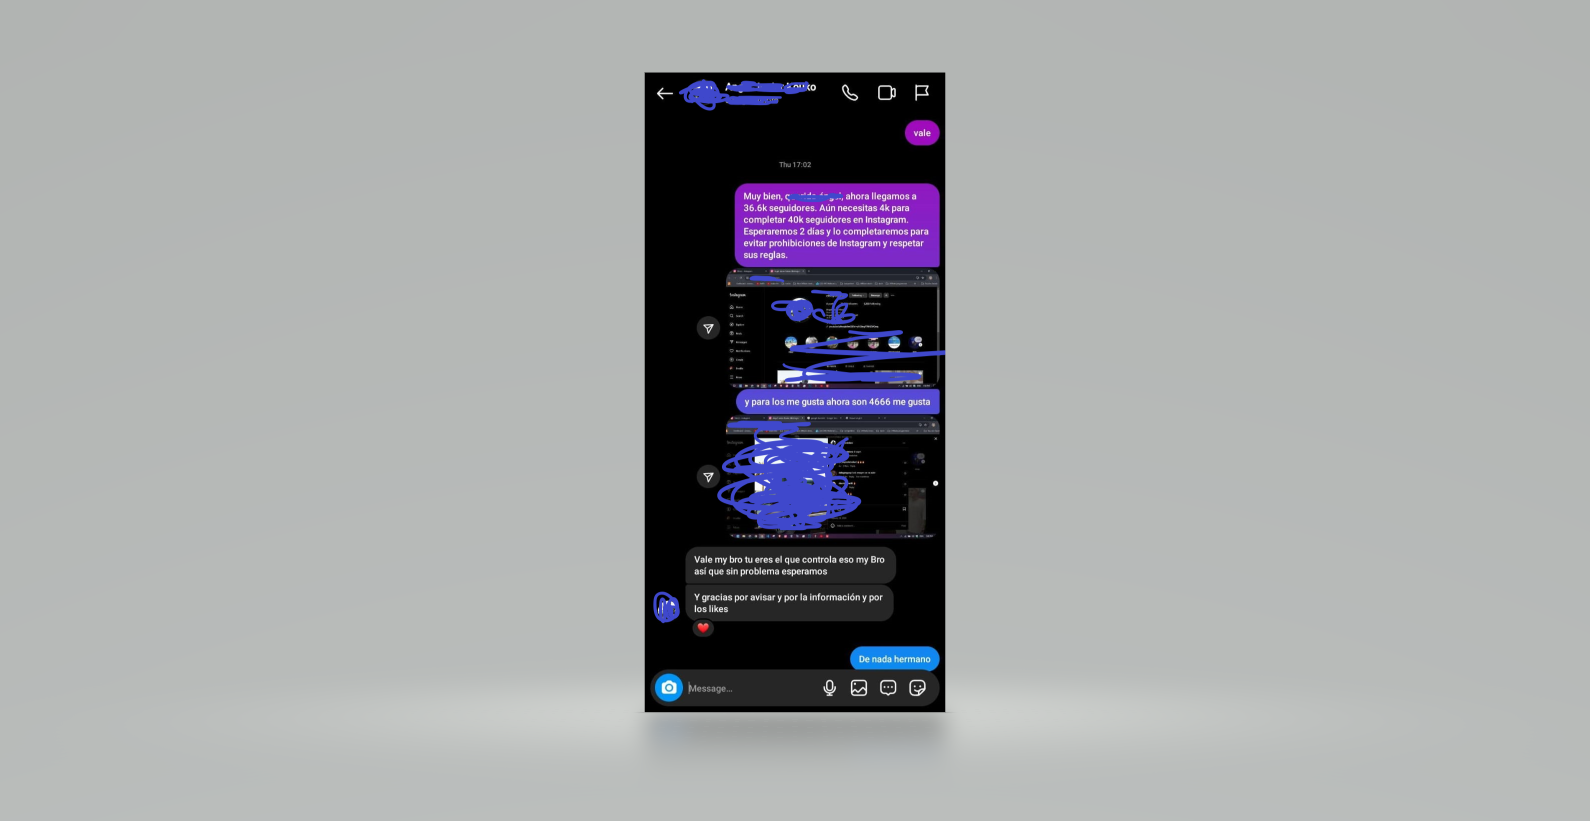 vale
Thu 17:02
Muy bien, ahora llegamos a
36.6k seguidores. Aún necesitas 4k para
completar 40k seguidores en Instagram.
Esperaremos 2 días y lo completaremos para
evitar prohibiciones de Instagram y respetar
sus reglas.
Instagram
y para los me gusta ahora son 4666 me gusta
Instagram
Vale my bro tu eres el que controla eso my Bro
así que sin problema esperamos
Y gracias por avisar y por la información y por
los likes
De nada hermano
Message...